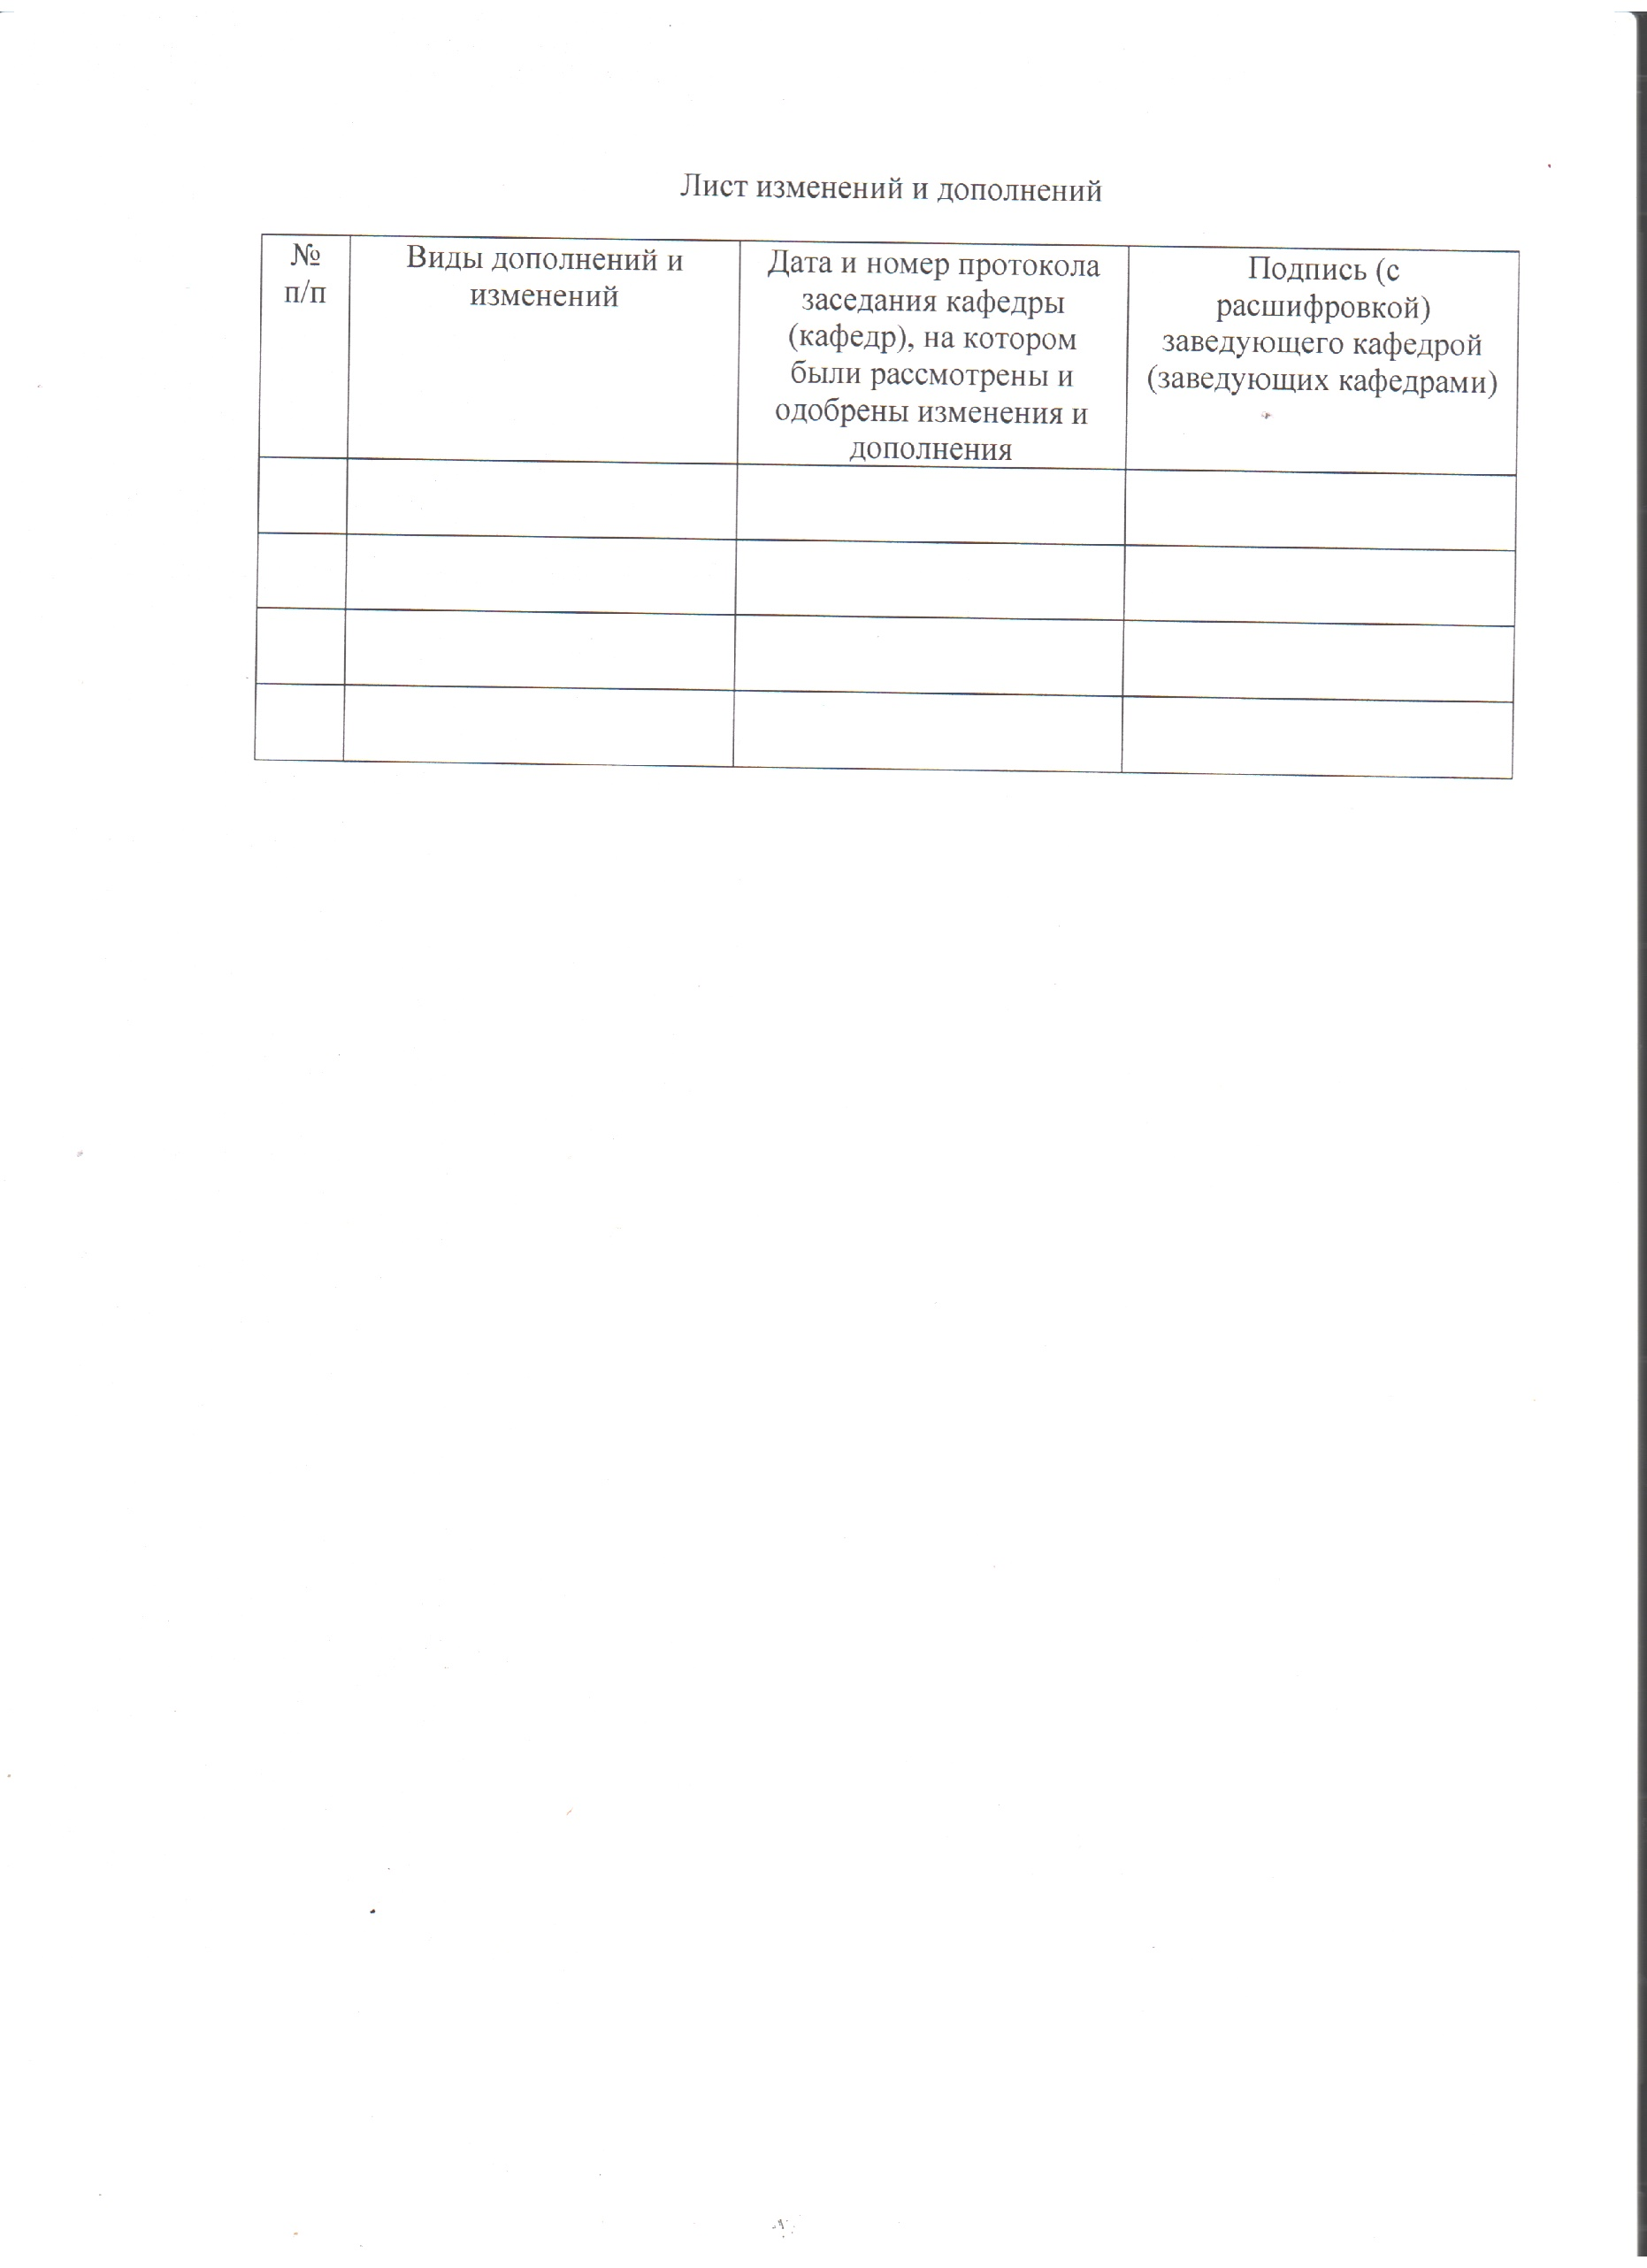 Лист изменений и дополнений
№
п/п
Виды дополнений и
изменений
Дата и номер протокола
заседания кафедры
(кафедр), на котором
были рассмотрены и
одобрены изменения и
дополнения
Подпись (с
расшифровкой)
заведующего кафедрой
(заведующих кафедрами)